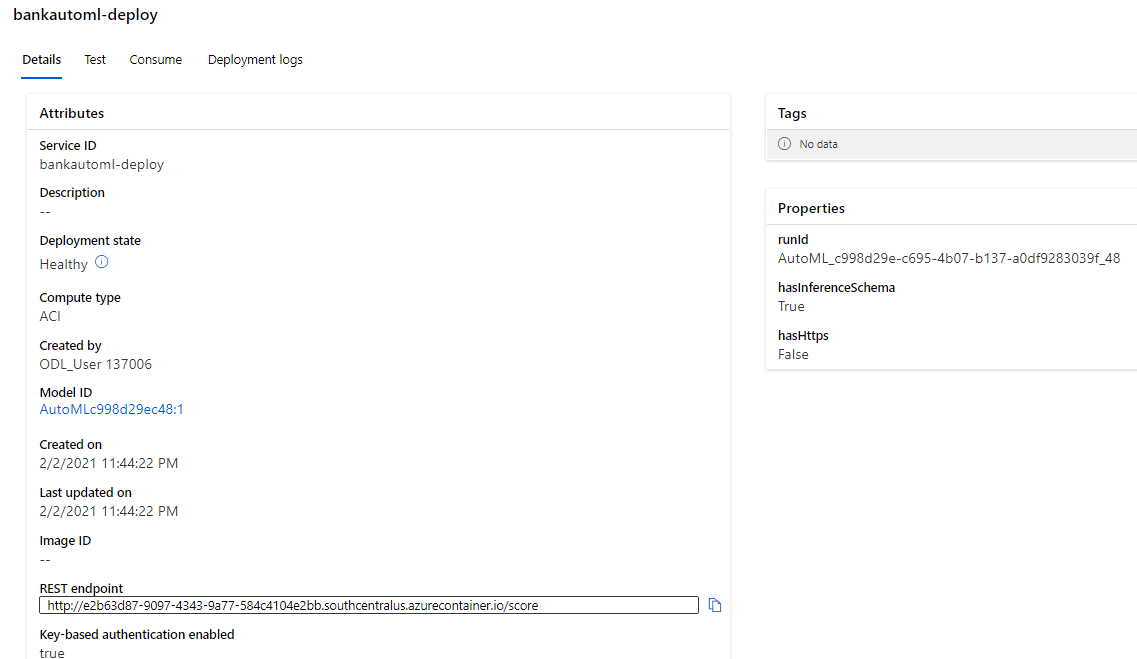 bankautoml-deploy
Details Test Consume Deployment logs
Attributes
Service ID
bankautoml-deploy
Description
--
Deployment state
Healthy
Compute type
ACI
Created by
ODL_User 137006
Model ID
AutoMLc998d29ec48:1
Created on
2/2/2021 11:44:22 PM
Last updated on
2/2/2021 11:44:22 PM
Image ID
--
REST endpoint
http://e2b63d87-9097-4343-9a77-584c4104e2bb.southcentralus.azurecontainer.io/score
Key-based authentication enabled
true
Tags
No data
Properties
runId
AutoML_c998d29e-c695-4b07-b137-a0df9283039f_48
hasInferenceSchema
True
hasHttps
False